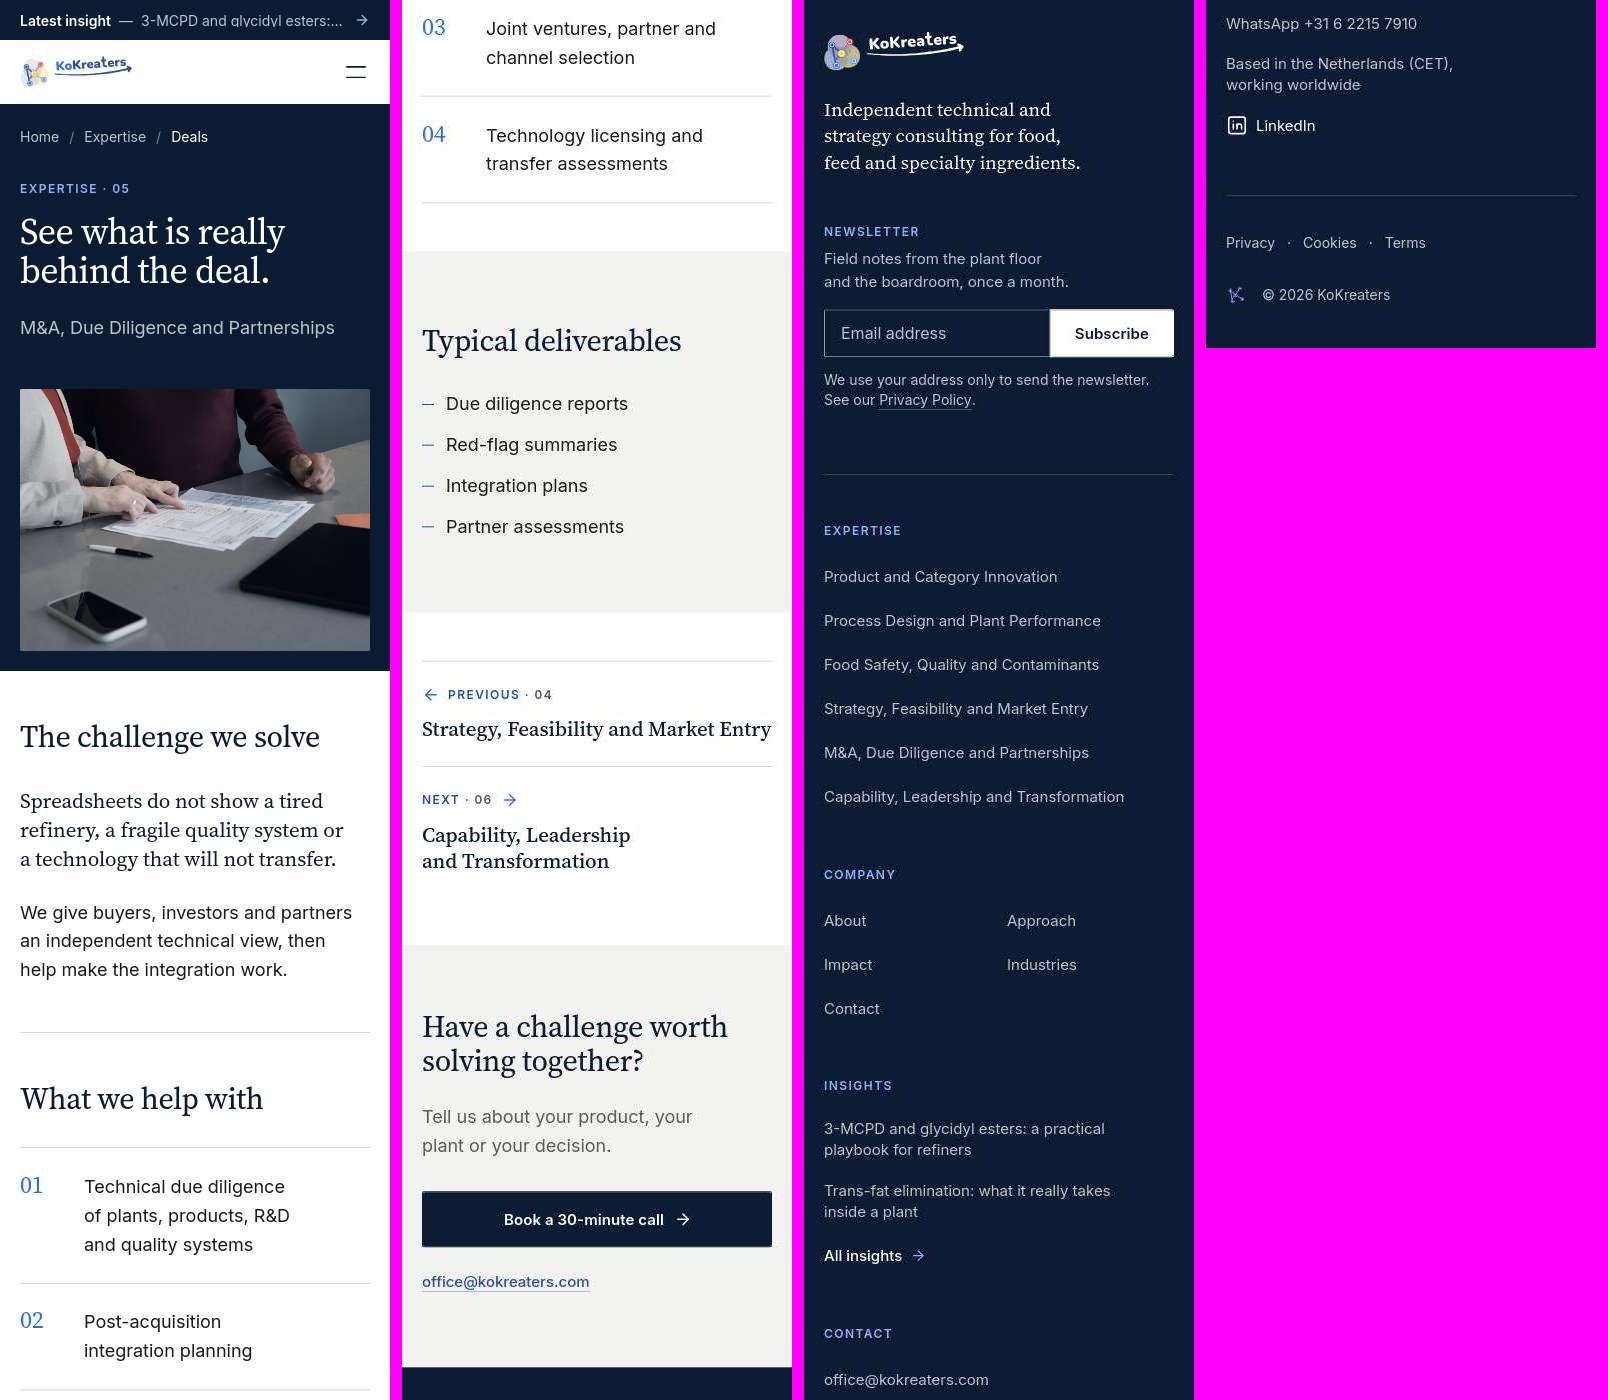 Latest insight — 3-MCPD and glycidyl esters:...
KoKreaters
Home / Expertise / Deals
EXPERTISE · 05
See what is really
behind the deal.
M&A, Due Diligence and Partnerships
The challenge we solve
Spreadsheets do not show a tired
refinery, a fragile quality system or
a technology that will not transfer.
We give buyers, investors and partners
an independent technical view, then
help make the integration work.
What we help with
01 Technical due diligence
of plants, products, R&D
and quality systems
02 Post-acquisition
integration planning
03 Joint ventures, partner and
channel selection
04 Technology licensing and
transfer assessments
Typical deliverables
— Due diligence reports
— Red-flag summaries
— Integration plans
— Partner assessments
← PREVIOUS · 04
Strategy, Feasibility and Market Entry
NEXT · 06 →
Capability, Leadership
and Transformation
Have a challenge worth
solving together?
Tell us about your product, your
plant or your decision.
Book a 30-minute call →
office@kokreaters.com
KoKreaters
Independent technical and
strategy consulting for food,
feed and specialty ingredients.
NEWSLETTER
Field notes from the plant floor
and the boardroom, once a month.
Email address
Subscribe
We use your address only to send the newsletter.
See our Privacy Policy.
EXPERTISE
Product and Category Innovation
Process Design and Plant Performance
Food Safety, Quality and Contaminants
Strategy, Feasibility and Market Entry
M&A, Due Diligence and Partnerships
Capability, Leadership and Transformation
COMPANY
About
Approach
Impact
Industries
Contact
INSIGHTS
3-MCPD and glycidyl esters: a practical
playbook for refiners
Trans-fat elimination: what it really takes
inside a plant
All insights →
CONTACT
office@kokreaters.com
WhatsApp +31 6 2215 7910
Based in the Netherlands (CET),
working worldwide
LinkedIn
Privacy · Cookies · Terms
© 2026 KoKreaters